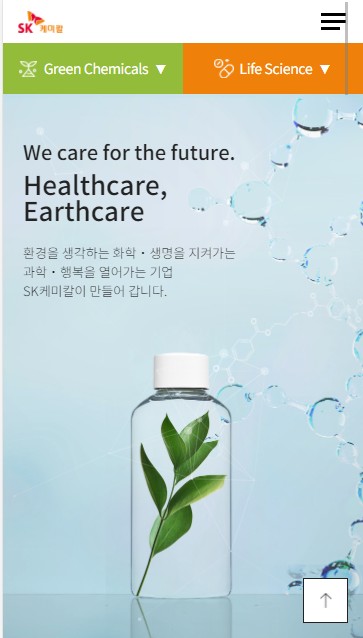 SK 케미칼
Green Chemicals ▼
Life Science ▼
We care for the future.
Healthcare,
Earthcare
환경을 생각하는 화학・생명을 지켜가는
과학・행복을 열어가는 기업
SK케미칼이 만들어 갑니다.